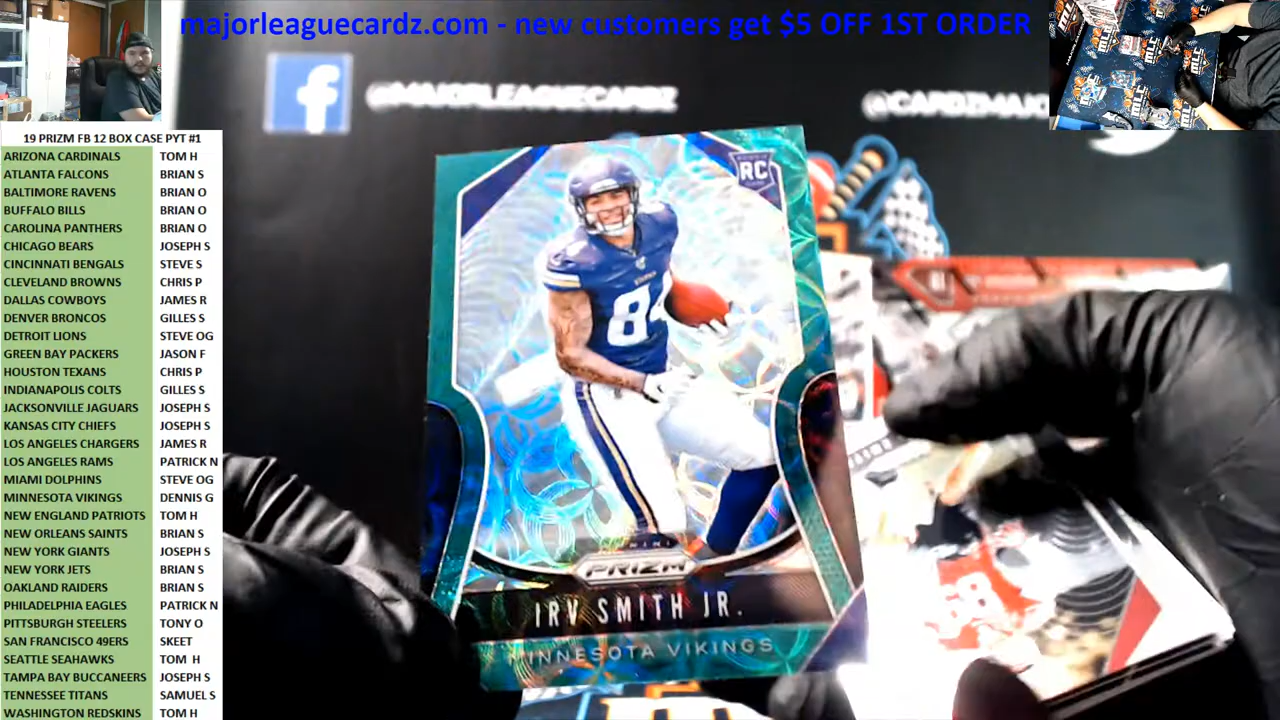 majorleaguecardz.com - new customers get $5 OFF 1ST ORDER
f @MAJORLEAGUECARDZ
@CARDZMAJO
19 PRIZM FB 12 BOX CASE PYT #1
ARIZONA CARDINALS TOM H
ATLANTA FALCONS BRIAN S
BALTIMORE RAVENS BRIAN O
BUFFALO BILLS BRIAN O
CAROLINA PANTHERS BRIAN O
CHICAGO BEARS JOSEPH S
CINCINNATI BENGALS STEVE S
CLEVELAND BROWNS CHRIS P
DALLAS COWBOYS JAMES R
DENVER BRONCOS GILLES S
DETROIT LIONS STEVE OG
GREEN BAY PACKERS JASON F
HOUSTON TEXANS CHRIS P
INDIANAPOLIS COLTS GILLES S
JACKSONVILLE JAGUARS JOSEPH S
KANSAS CITY CHIEFS JOSEPH S
LOS ANGELES CHARGERS JAMES R
LOS ANGELES RAMS PATRICK N
MIAMI DOLPHINS STEVE OG
MINNESOTA VIKINGS DENNIS G
NEW ENGLAND PATRIOTS TOM H
NEW ORLEANS SAINTS BRIAN S
NEW YORK GIANTS JOSEPH S
NEW YORK JETS BRIAN S
OAKLAND RAIDERS BRIAN S
PHILADELPHIA EAGLES PATRICK N
PITTSBURGH STEELERS TONY O
SAN FRANCISCO 49ERS SKEET
SEATTLE SEAHAWKS TOM H
TAMPA BAY BUCCANEERS JOSEPH S
TENNESSEE TITANS SAMUEL S
WASHINGTON REDSKINS TOM H
RC
84
PRIZM
IRV SMITH JR.
MINNESOTA VIKINGS